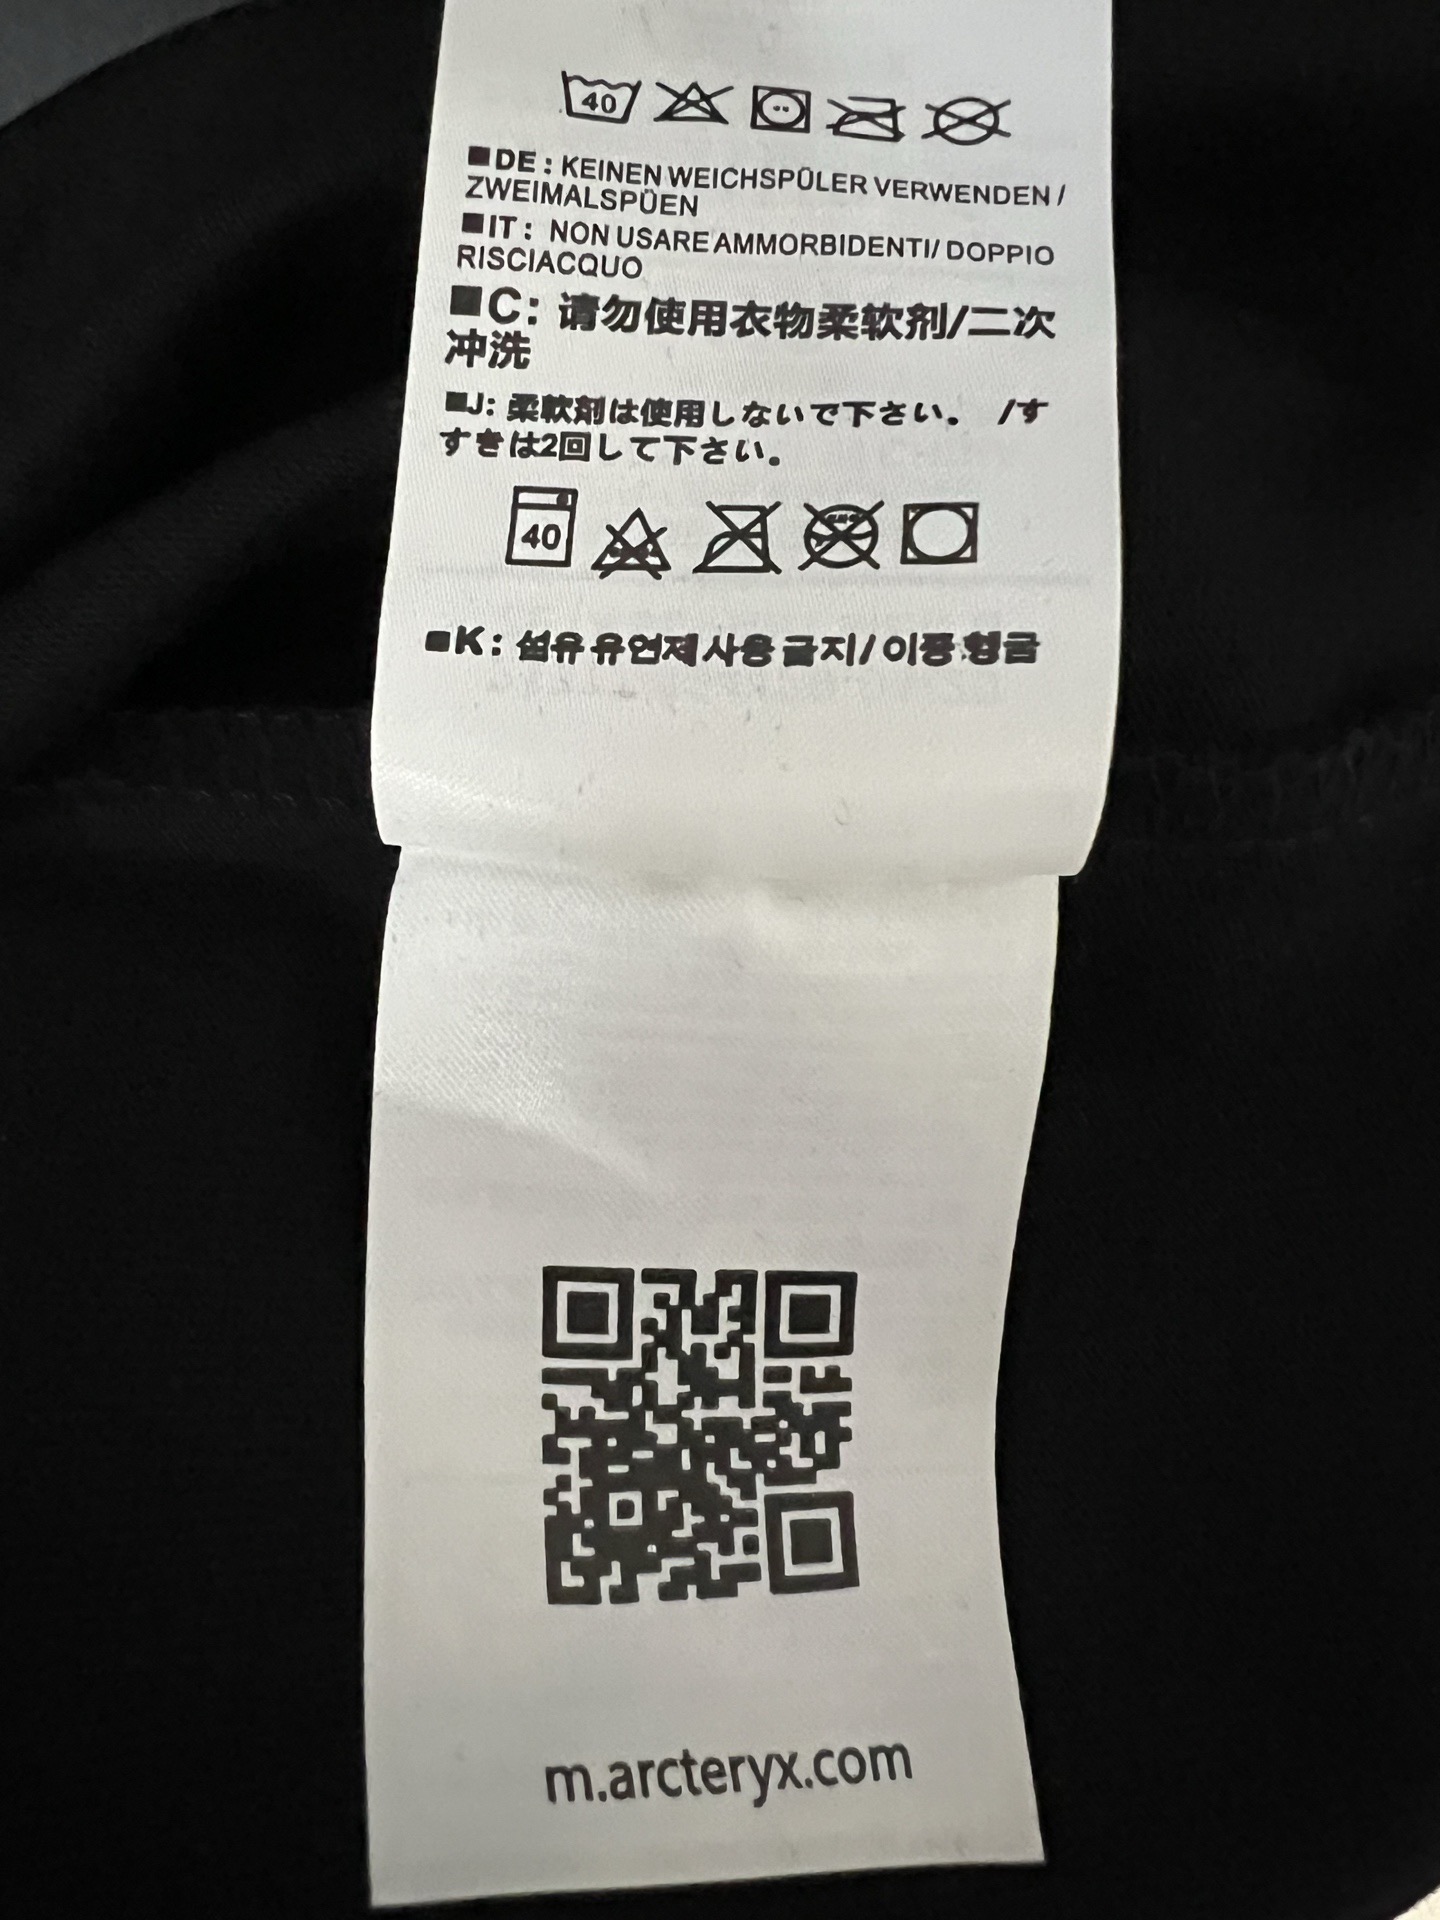 40
■DE : KEINEN WEICHSPÜLER VERWENDEN /
ZWEIMALSPÜEN
■IT : NON USARE AMMORBIDENTI/ DOPPIO
RISCIACQUO
■C: 请勿使用衣物柔软剂/二次
冲洗
■J: 柔軟剤は使用しないで下さい。 /す
すきは2回して下さい。
40
■K: 섬유유연제 사용 금지/ 이중 헹굼
m.arcteryx.com